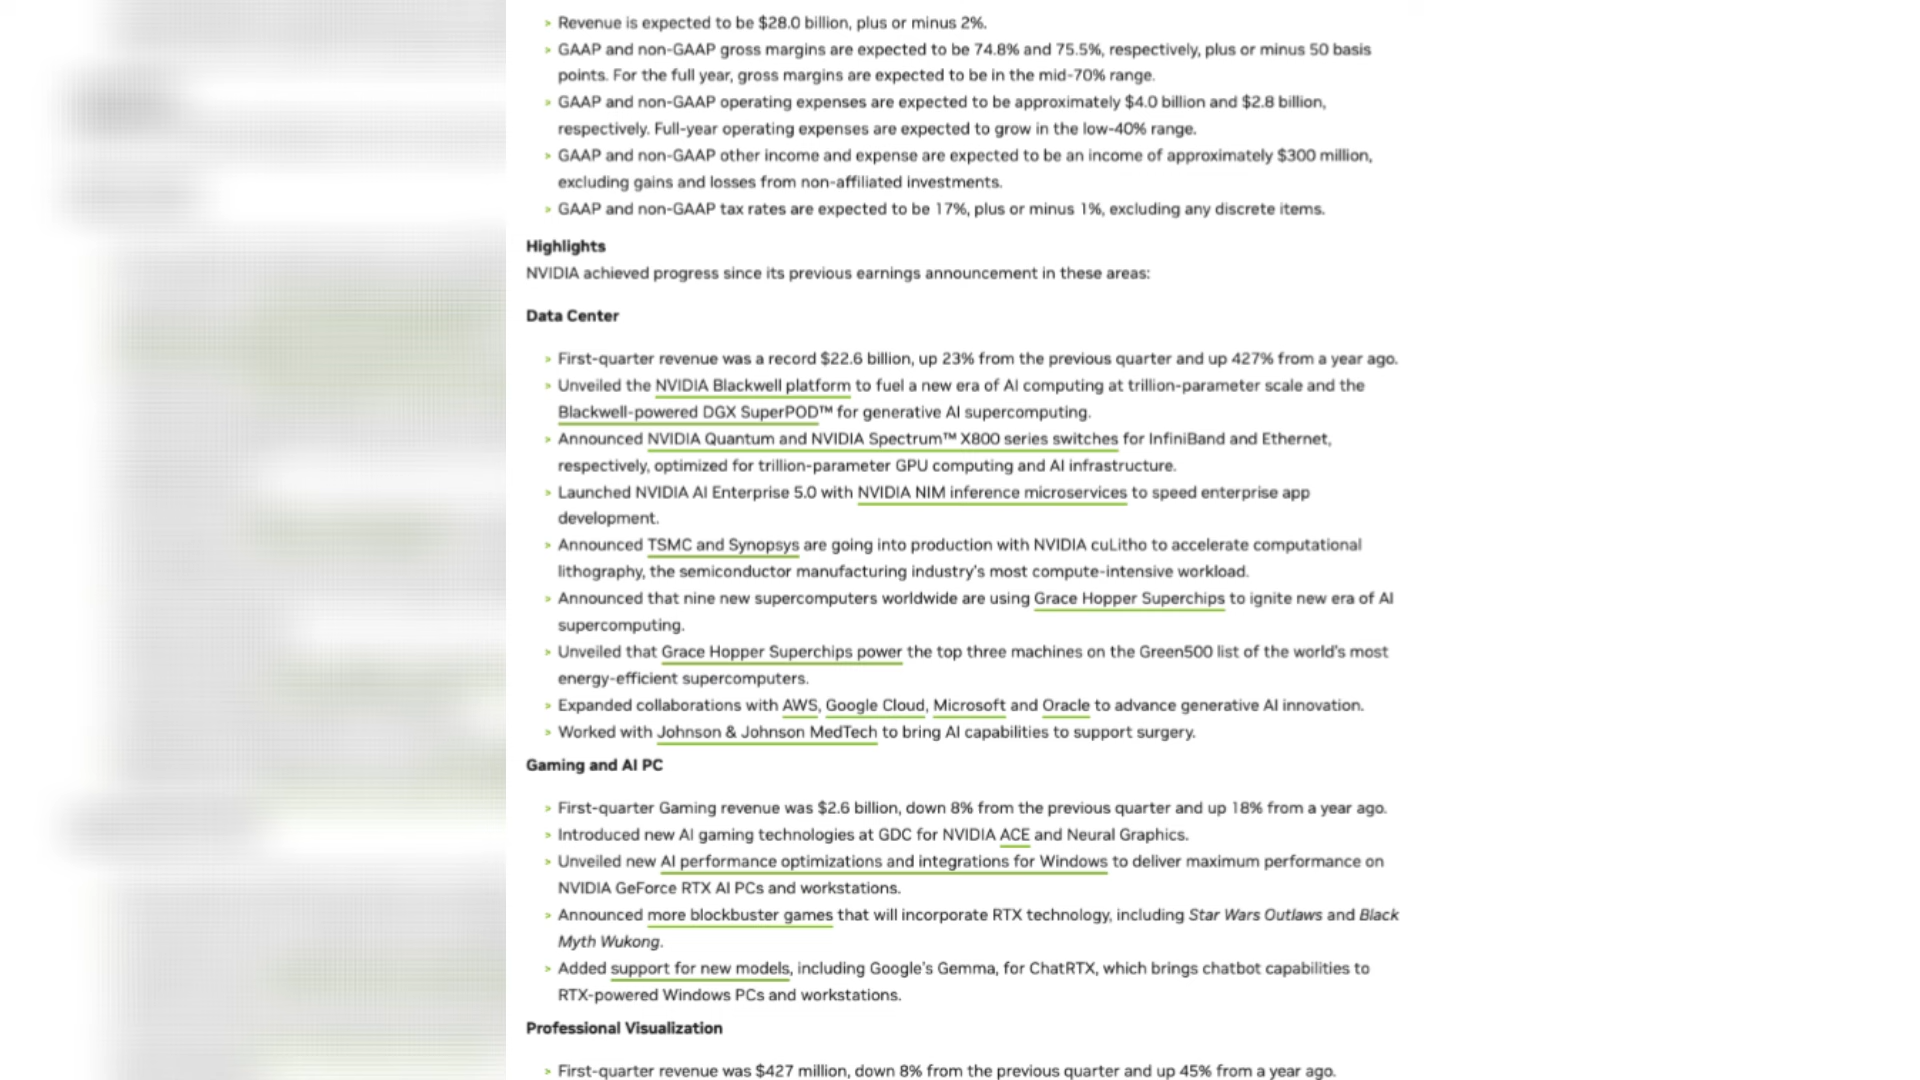 > Revenue is expected to be $28.0 billion, plus or minus 2%.
> GAAP and non-GAAP gross margins are expected to be 74.8% and 75.5%, respectively, plus or minus 50 basis
points. For the full year, gross margins are expected to be in the mid-70% range.
> GAAP and non-GAAP operating expenses are expected to be approximately $4.0 billion and $2.8 billion,
respectively. Full-year operating expenses are expected to grow in the low-40% range.
> GAAP and non-GAAP other income and expense are expected to be an income of approximately $300 million,
excluding gains and losses from non-affiliated investments.
> GAAP and non-GAAP tax rates are expected to be 17%, plus or minus 1%, excluding any discrete items.
Highlights
NVIDIA achieved progress since its previous earnings announcement in these areas:
Data Center
> First-quarter revenue was a record $22.6 billion, up 23% from the previous quarter and up 427% from a year ago.
> Unveiled the NVIDIA Blackwell platform to fuel a new era of AI computing at trillion-parameter scale and the
Blackwell-powered DGX SuperPOD™ for generative AI supercomputing.
> Announced NVIDIA Quantum and NVIDIA Spectrum™ X800 series switches for InfiniBand and Ethernet,
respectively, optimized for trillion-parameter GPU computing and AI infrastructure.
> Launched NVIDIA AI Enterprise 5.0 with NVIDIA NIM inference microservices to speed enterprise app
development.
> Announced TSMC and Synopsys are going into production with NVIDIA cuLitho to accelerate computational
lithography, the semiconductor manufacturing industry's most compute-intensive workload.
> Announced that nine new supercomputers worldwide are using Grace Hopper Superchips to ignite new era of AI
supercomputing.
> Unveiled that Grace Hopper Superchips power the top three machines on the Green500 list of the world's most
energy-efficient supercomputers.
> Expanded collaborations with AWS, Google Cloud, Microsoft and Oracle to advance generative AI innovation.
> Worked with Johnson & Johnson MedTech to bring AI capabilities to support surgery.
Gaming and AI PC
> First-quarter Gaming revenue was $2.6 billion, down 8% from the previous quarter and up 18% from a year ago.
> Introduced new AI gaming technologies at GDC for NVIDIA ACE and Neural Graphics.
> Unveiled new AI performance optimizations and integrations for Windows to deliver maximum performance on
NVIDIA GeForce RTX AI PCs and workstations.
> Announced more blockbuster games that will incorporate RTX technology, including Star Wars Outlaws and Black
Myth Wukong.
> Added support for new models, including Google's Gemma, for ChatRTX, which brings chatbot capabilities to
RTX-powered Windows PCs and workstations.
Professional Visualization
> First-quarter revenue was $427 million, down 8% from the previous quarter and up 45% from a year ago.